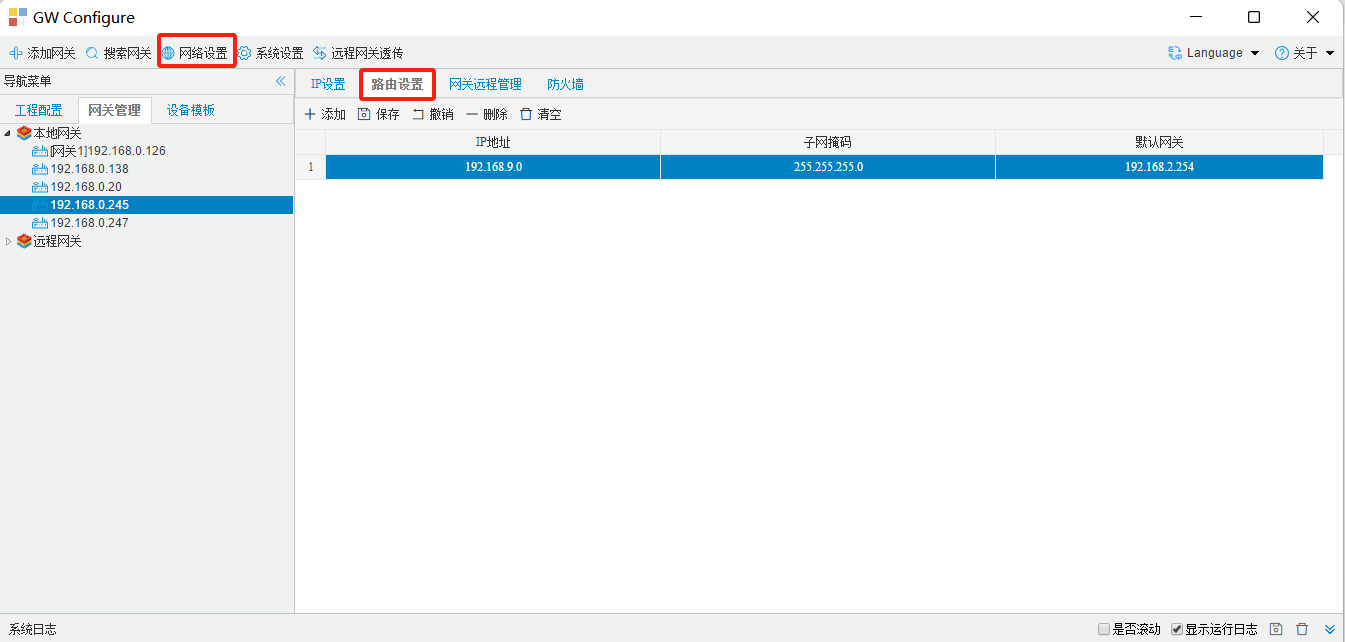 GW Configure
添加网关 搜索网关 网络设置 系统设置 远程网关透传 Language 关于
导航菜单
IP设置 路由设置 网关远程管理 防火墙
工程配置 网关管理 设备模板
添加 保存 撤销 删除 清空
本地网关
[网关1]192.168.0.126
192.168.0.138
192.168.0.20
192.168.0.245
192.168.0.247
远程网关
IP地址 子网掩码 默认网关
1 192.168.9.0 255.255.255.0 192.168.2.254
系统日志 是否滚动 显示运行日志